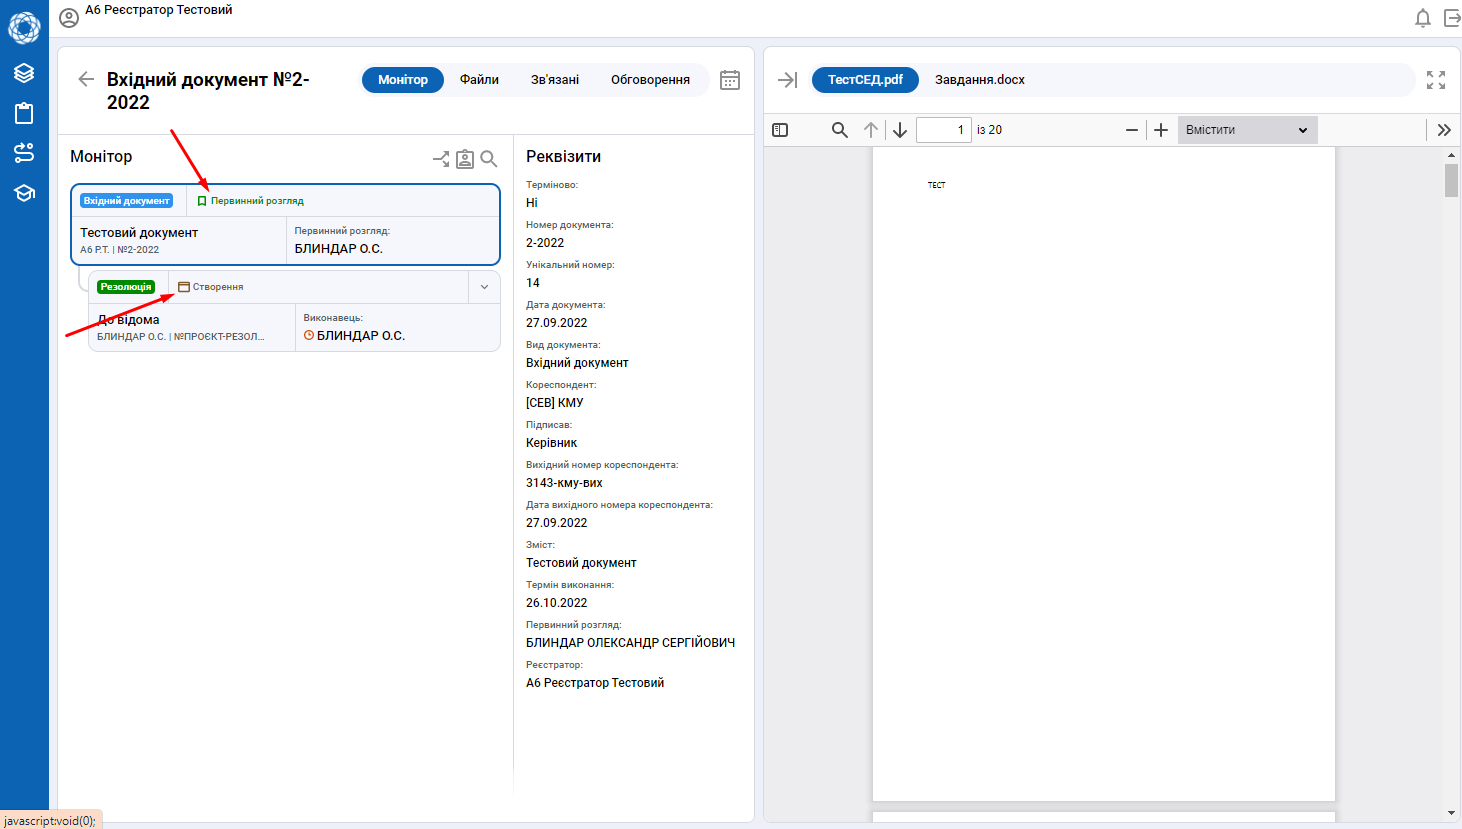 А6 Реєстратор Тестовий
Вхідний документ №2-
2022
Монітор
Файли
Зв'язані
Обговорення
Монітор
Вхідний документ
Первинний розгляд
Тестовий документ
А6 Р.Т. | №2-2022
Первинний розгляд:
БЛИНДАР О.С.
Резолюція
Створення
До відома
БЛИНДАР О.С. | №ПРОЄКТ-РЕЗОЛ...
Виконавець:
БЛИНДАР О.С.
Реквізити
Терміново:
Ні
Номер документа:
2-2022
Унікальний номер:
14
Дата документа:
27.09.2022
Вид документа:
Вхідний документ
Кореспондент:
[СЕВ] КМУ
Підписав:
Керівник
Вихідний номер кореспондента:
3143-кму-вих
Дата вихідного номера кореспондента:
27.09.2022
Зміст:
Тестовий документ
Термін виконання:
26.10.2022
Первинний розгляд:
БЛИНДАР ОЛЕКСАНДР СЕРГІЙОВИЧ
Реєстратор:
А6 Реєстратор Тестовий
ТестСЕД.pdf
Завдання.docx
1 із 20
Вмістити
ТЕСТ
javascript:void(0);